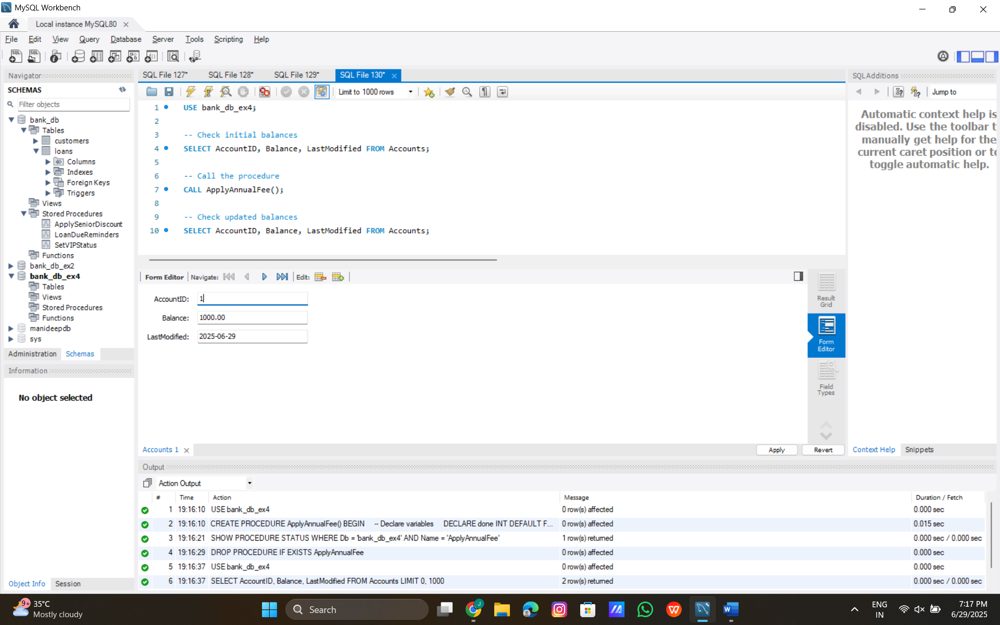 MySQL Workbench
Local instance MySQL80
File Edit View Query Database Server Tools Scripting Help
Navigator
SCHEMAS
Filter objects
bank_db
Tables
customers
loans
Columns
Indexes
Foreign Keys
Triggers
Views
Stored Procedures
ApplySeniorDiscount
LoanDueReminders
SetVIPStatus
Functions
bank_db_ex2
bank_db_ex4
Tables
Views
Stored Procedures
Functions
manideepdb
sys
Administration Schemas
Information
No object selected
Object Info Session
SQL File 127* SQL File 128* SQL File 129* SQL File 130*
Limit to 1000 rows
1 USE bank_db_ex4;
2
3 -- Check initial balances
4 SELECT AccountID, Balance, LastModified FROM Accounts;
5
6 -- Call the procedure
7 CALL ApplyAnnualFee();
8
9 -- Check updated balances
10 SELECT AccountID, Balance, LastModified FROM Accounts;
Form Editor Navigate: Edit:
AccountID: 1
Balance: 1000.00
LastModified: 2025-06-29
Result Grid
Form Editor
Field Types
Accounts 1
Apply Revert
SQLAdditions
Jump to
Automatic context help is
disabled. Use the toolbar t
manually get help for the
current caret position or to
toggle automatic help.
Context Help Snippets
Output
Action Output
# Time Action Message Duration / Fetch
1 19:16:10 USE bank_db_ex4 0 row(s) affected 0.000 sec
2 19:16:10 CREATE PROCEDURE ApplyAnnualFee() BEGIN -- Declare variables DECLARE done INT DEFAULT F... 0 row(s) affected 0.015 sec
3 19:16:21 SHOW PROCEDURE STATUS WHERE Db = 'bank_db_ex4' AND Name = 'ApplyAnnualFee' 1 row(s) returned 0.000 sec / 0.000 sec
4 19:16:29 DROP PROCEDURE IF EXISTS ApplyAnnualFee 0 row(s) affected 0.000 sec
5 19:16:37 USE bank_db_ex4 0 row(s) affected 0.000 sec
6 19:16:37 SELECT AccountID, Balance, LastModified FROM Accounts LIMIT 0, 1000 2 row(s) returned 0.000 sec / 0.000 sec
9+
35°C
Mostly cloudy
Search
J
ENG
IN
7:17 PM
6/29/2025